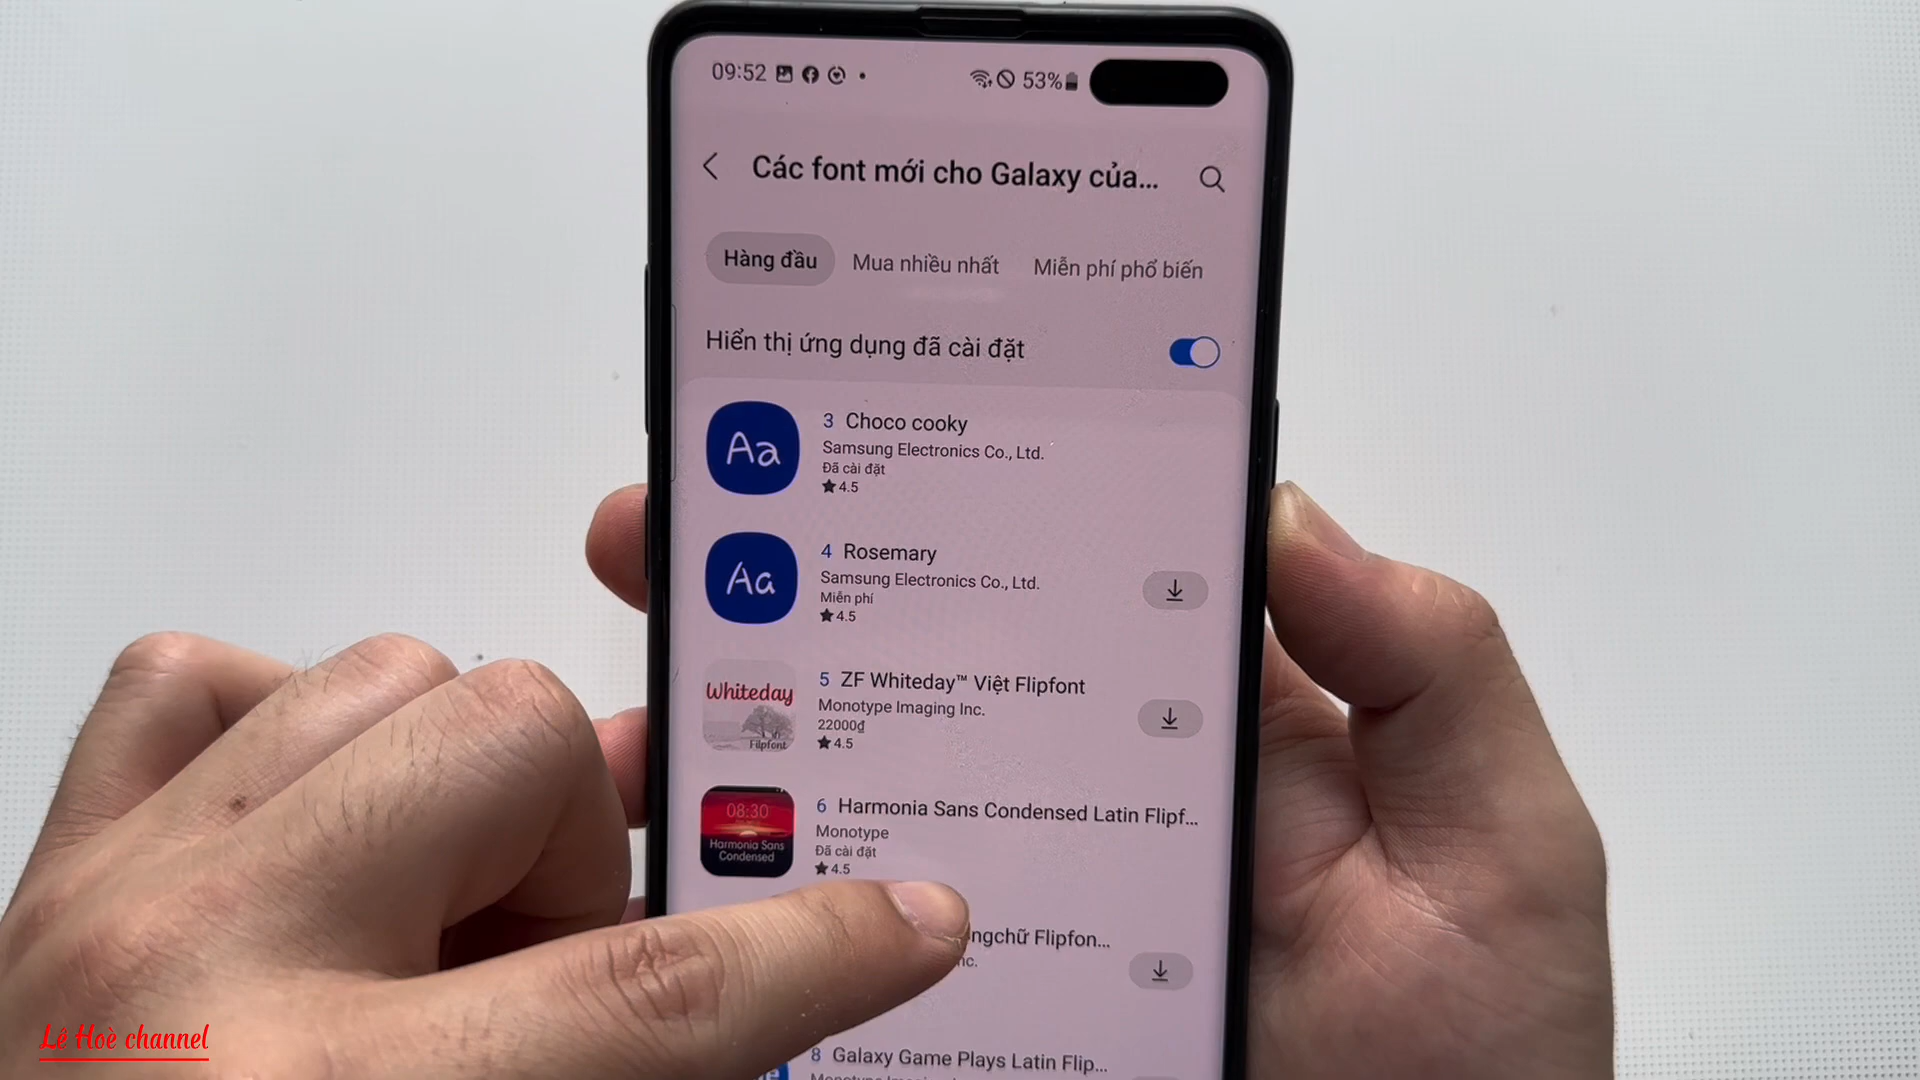 09:52
53%
Các font mới cho Galaxy của...
Hàng đầu
Mua nhiều nhất
Miễn phí phổ biến
Hiển thị ứng dụng đã cài đặt
Aa
3 Choco cooky
Samsung Electronics Co., Ltd.
Đã cài đặt
4.5
Aa
4 Rosemary
Samsung Electronics Co., Ltd.
Miễn phí
4.5
Whiteday
Flipfont
5 ZF Whiteday™ Việt Flipfont
Monotype Imaging Inc.
22000₫
4.5
08:30
Harmonia Sans
Condensed
6 Harmonia Sans Condensed Latin Flipf...
Monotype
Đã cài đặt
4.5
ngchữ Flipfon...
nc.
8 Galaxy Game Plays Latin Flip...
Lê Hoè channel